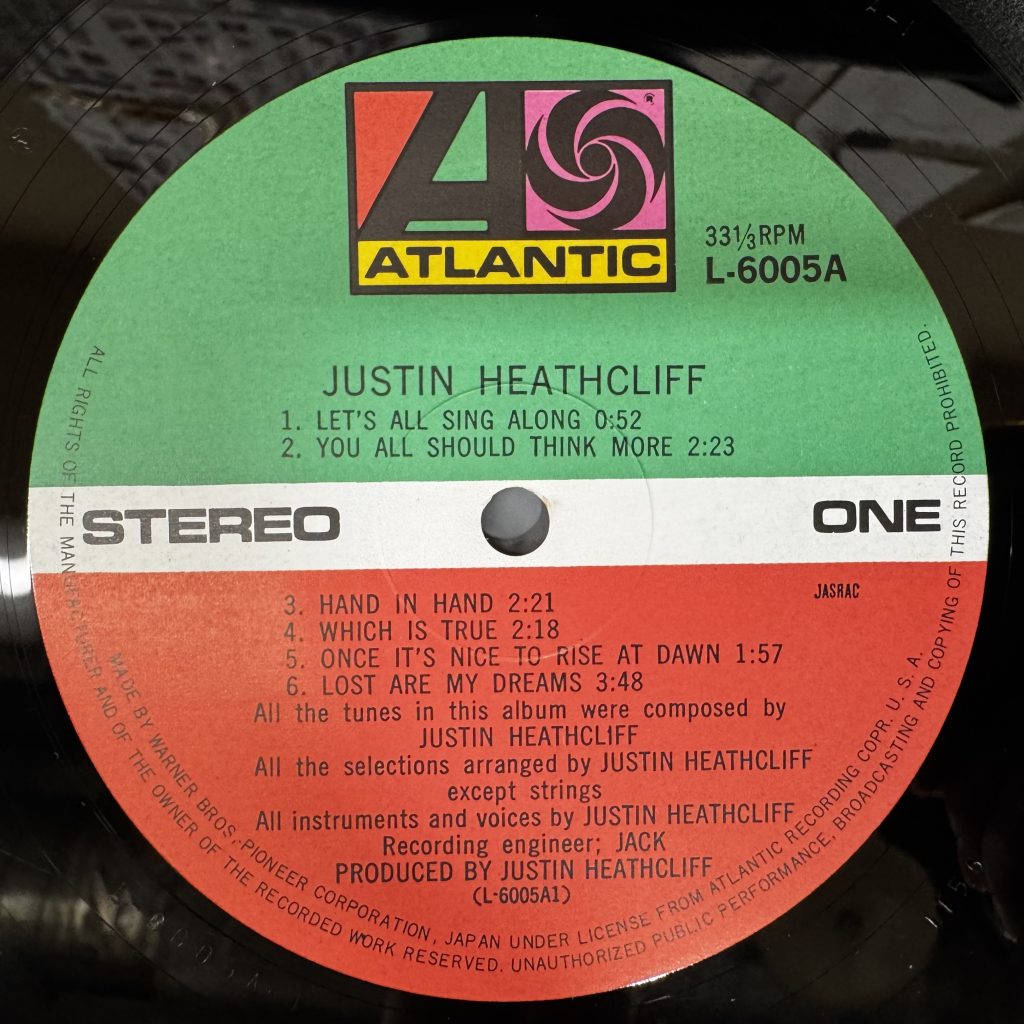 ATLANTIC
®
33⅓ RPM
L-6005A
JUSTIN HEATHCLIFF
1. LET'S ALL SING ALONG 0:52
2. YOU ALL SHOULD THINK MORE 2:23
STEREO
ONE
JASRAC
3. HAND IN HAND 2:21
4. WHICH IS TRUE 2:18
5. ONCE IT'S NICE TO RISE AT DAWN 1:57
6. LOST ARE MY DREAMS 3:48
All the tunes in this album were composed by
JUSTIN HEATHCLIFF
All the selections arranged by JUSTIN HEATHCLIFF
except strings
All instruments and voices by JUSTIN HEATHCLIFF
Recording engineer; JACK
PRODUCED BY JUSTIN HEATHCLIFF
(L-6005A1)
MADE BY WARNER BROS.-PIONEER CORPORATION, JAPAN UNDER LICENSE FROM ATLANTIC RECORDING COPR. U. S. A.
ALL RIGHTS OF THE MANUFACTURER AND OF THE OWNER OF THE RECORDED WORK RESERVED. UNAUTHORIZED PUBLIC PERFORMANCE, BROADCASTING AND COPYING OF THIS RECORD PROHIBITED.